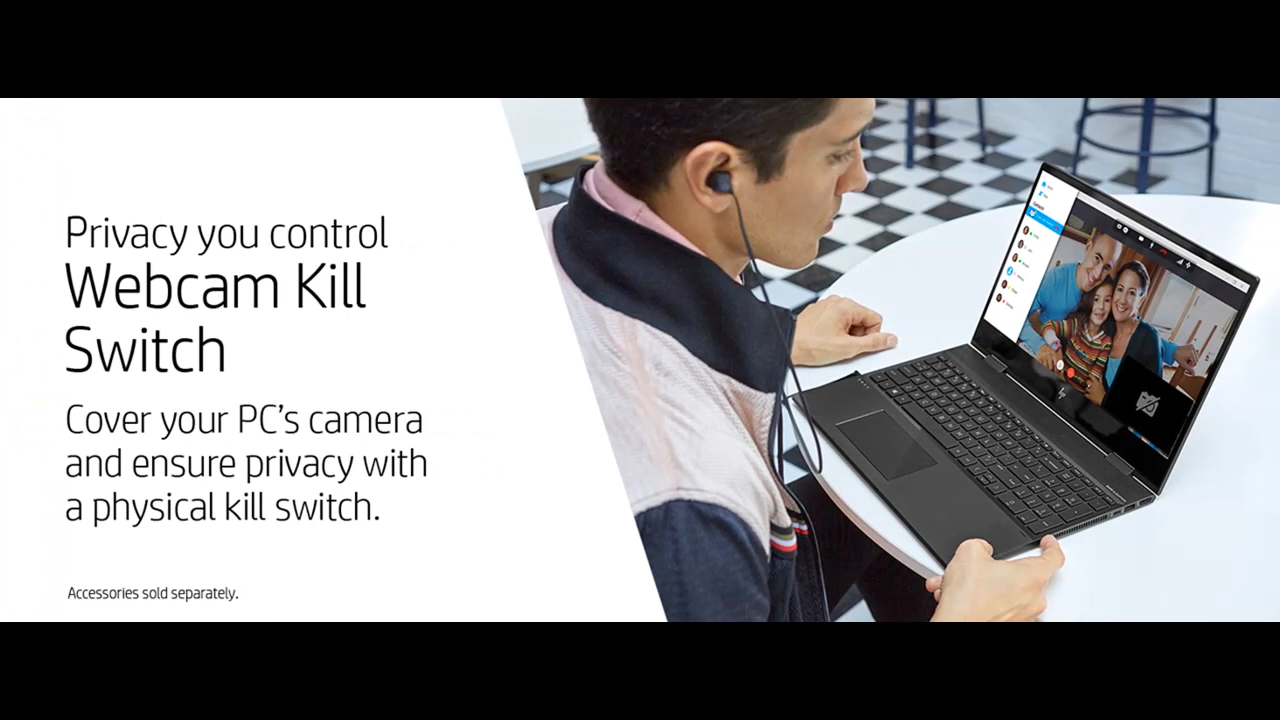 Privacy you control
Webcam Kill
Switch
Cover your PC’s camera
and ensure privacy with
a physical kill switch.
Accessories sold separately.
hp